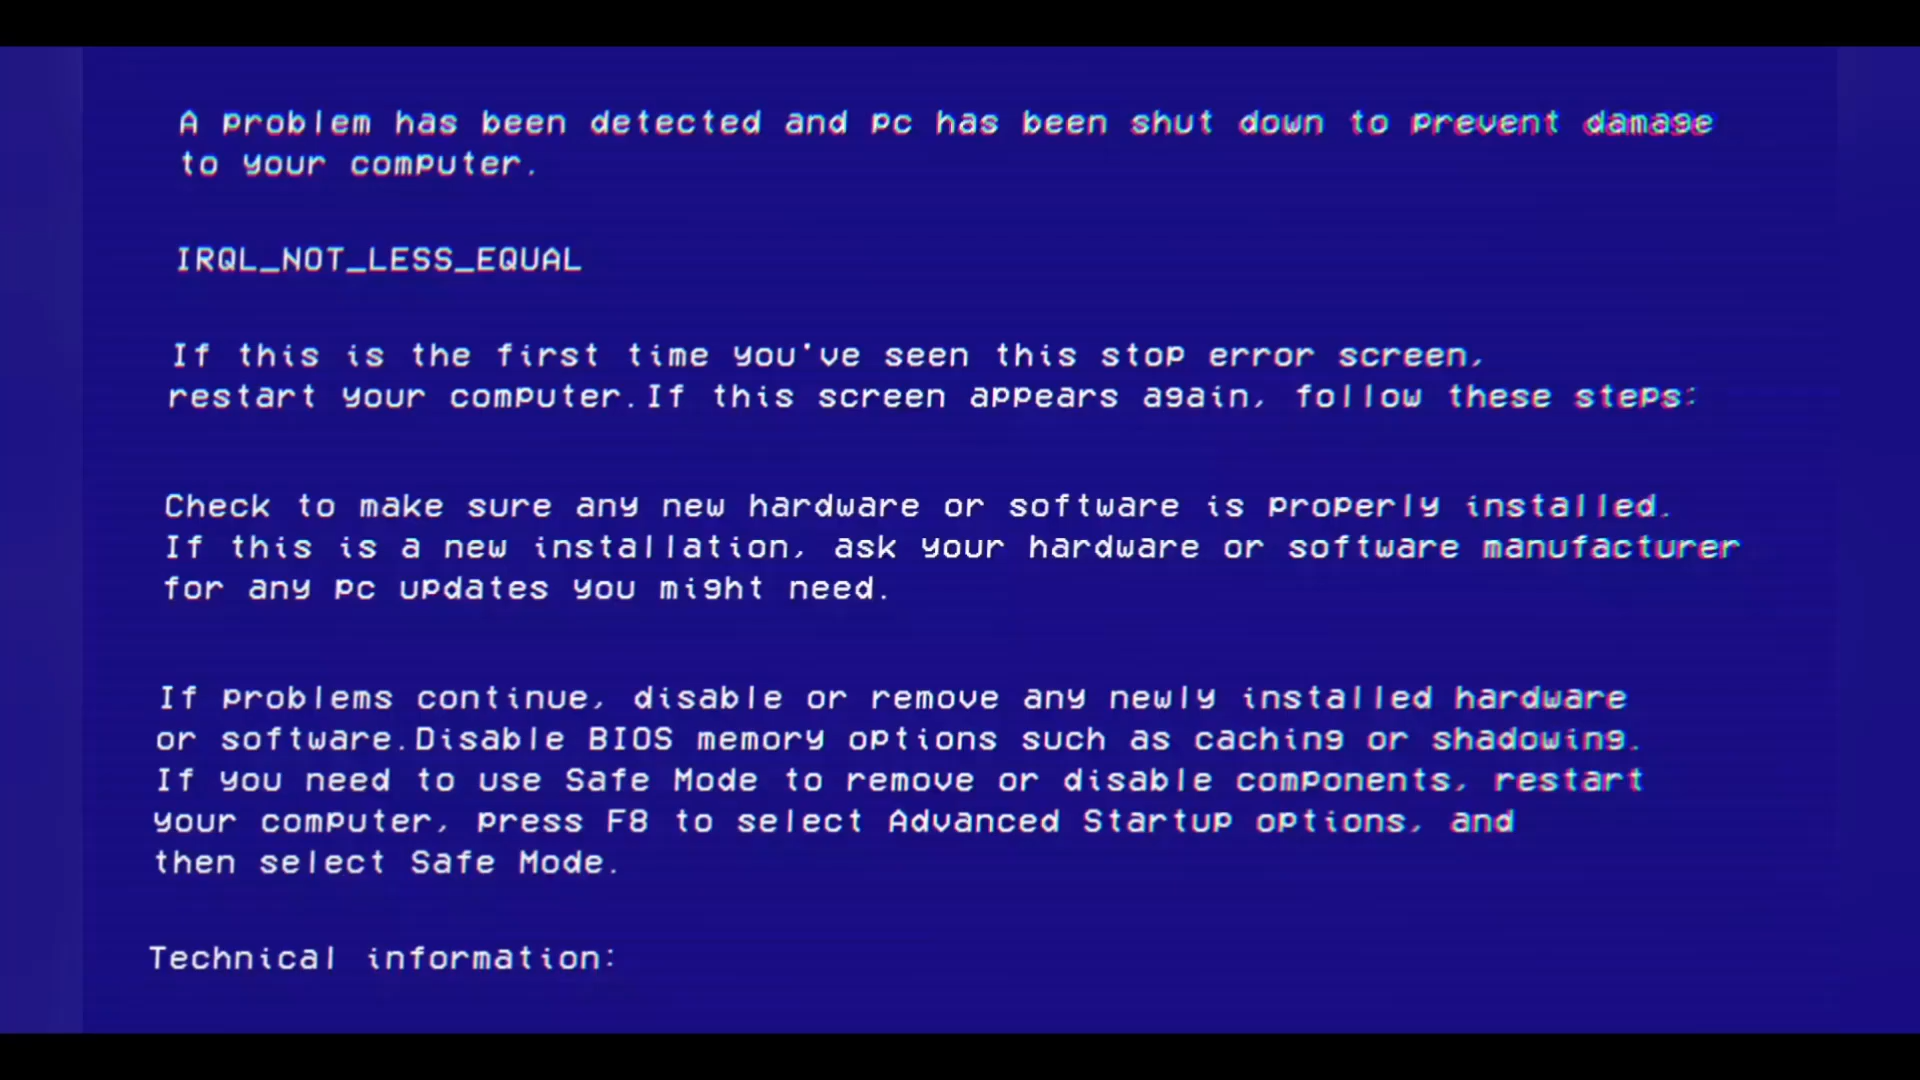 A problem has been detected and pc has been shut down to prevent damage
to your computer.
IRQL_NOT_LESS_EQUAL
If this is the first time you've seen this stop error screen,
restart your computer.If this screen appears again, follow these steps:
Check to make sure any new hardware or software is properly installed.
If this is a new installation, ask your hardware or software manufacturer
for any pc updates you might need.
If problems continue, disable or remove any newly installed hardware
or software.Disable BIOS memory options such as caching or shadowing.
If you need to use Safe Mode to remove or disable components, restart
your computer, press F8 to select Advanced Startup options, and
then select Safe Mode.
Technical information: